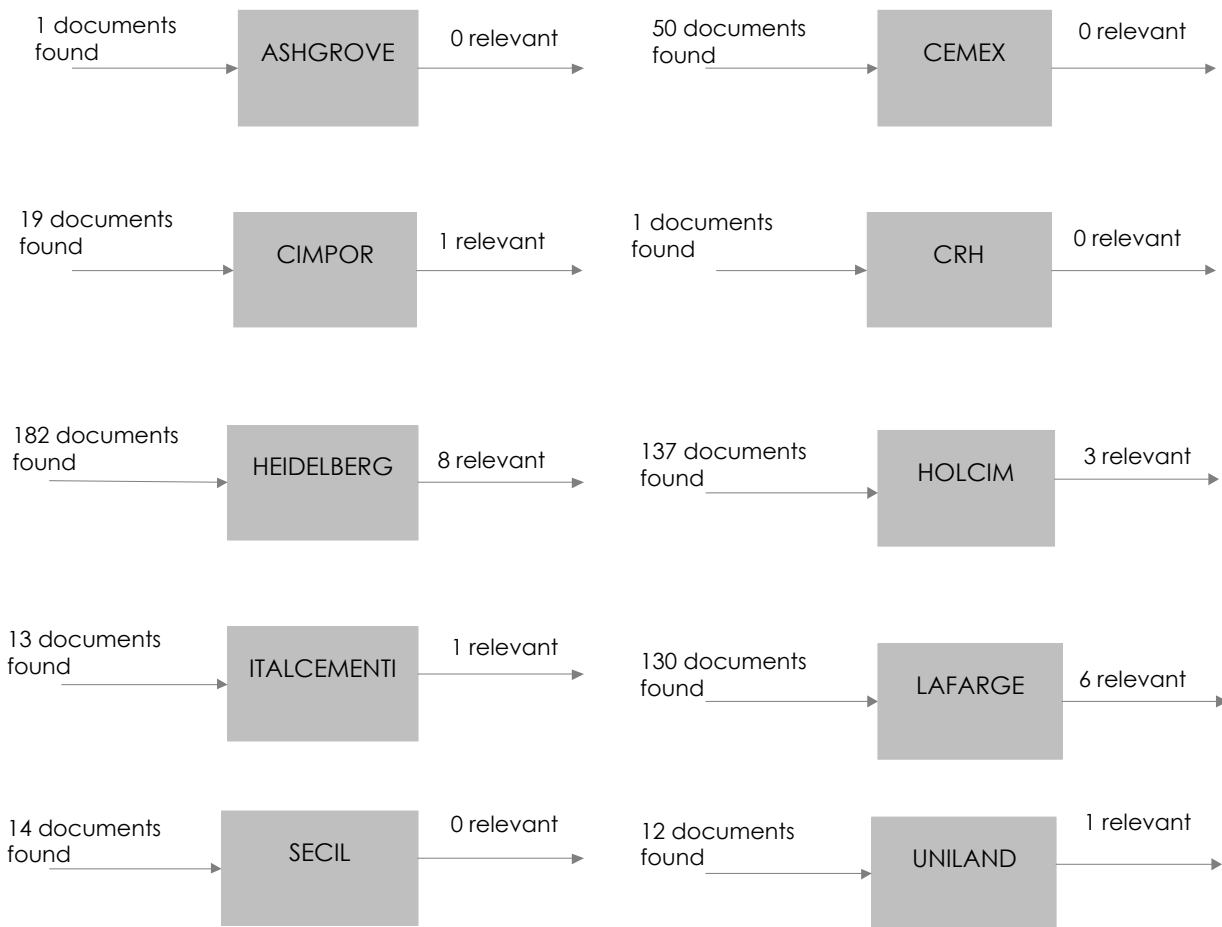 1 documents
found
ASHGROVE
0 relevant
50 documents
found
CEMEX
0 relevant
19 documents
found
CIMPOR
1 relevant
1 documents
found
CRH
0 relevant
182 documents
found
HEIDELBERG
8 relevant
137 documents
found
HOLCIM
3 relevant
13 documents
found
ITALCEMENTI
1 relevant
130 documents
found
LAFARGE
6 relevant
14 documents
found
SECIL
0 relevant
12 documents
found
UNILAND
1 relevant